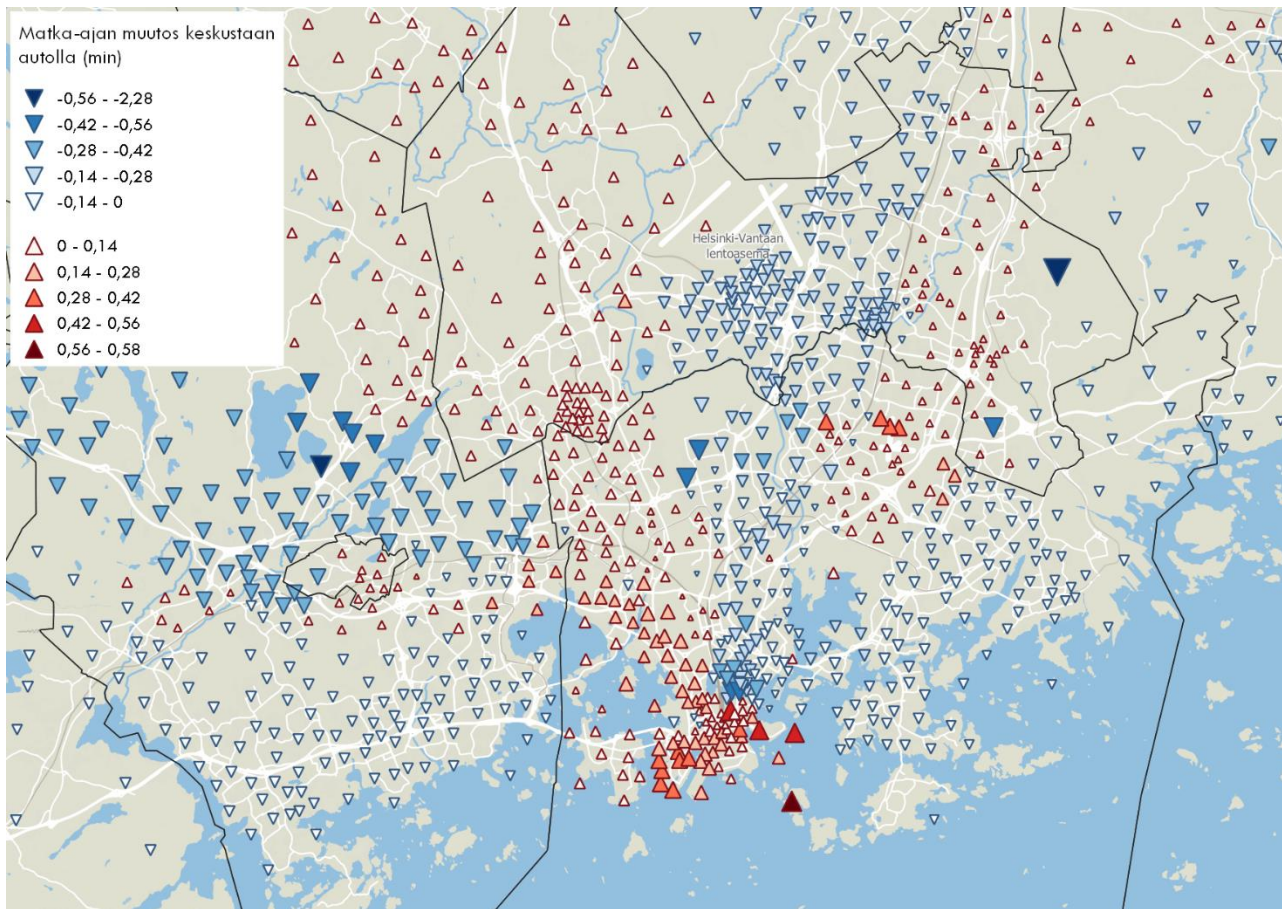 Matka-ajan muutos keskustaan
autolla (min)
-0,56 - -2,28
-0,42 - -0,56
-0,28 - -0,42
-0,14 - -0,28
-0,14 - 0
0 - 0,14
0,14 - 0,28
0,28 - 0,42
0,42 - 0,56
0,56 - 0,58
Helsinki-Vantaan
lentoasema